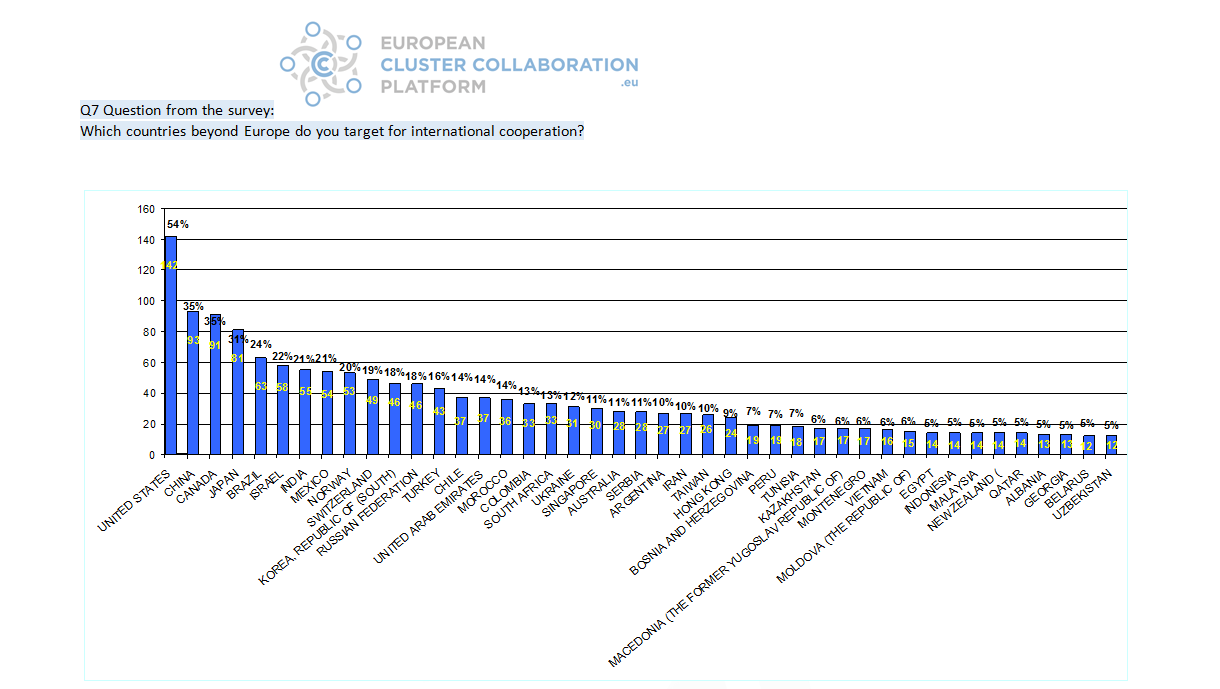 EUROPEAN
CLUSTER COLLABORATION
PLATFORM
.eu
Q7 Question from the survey:
Which countries beyond Europe do you target for international cooperation?
160
140
120
100
80
60
40
20
0
54% 35% 35% 31% 24% 22% 21% 21% 20% 19% 18% 18% 16% 14% 14% 14% 13% 13% 12% 11% 11% 11% 10% 10% 10% 9% 7% 7% 7% 6% 6% 6% 6% 6% 5% 5% 5% 5% 5% 5% 5% 5% 5%
142 93 91 81 63 58 55 54 53 49 46 46 43 37 37 36 33 33 31 30 28 28 27 27 26 24 19 19 18 17 17 17 16 15 14 14 14 14 14 13 13 12 12
UNITED STATES
CHINA
CANADA
JAPAN
BRAZIL
ISRAEL
INDIA
MEXICO
NORWAY
SWITZERLAND
KOREA, REPUBLIC OF (SOUTH)
RUSSIAN FEDERATION
TURKEY
CHILE
UNITED ARAB EMIRATES
MOROCCO
COLOMBIA
SOUTH AFRICA
UKRAINE
SINGAPORE
AUSTRALIA
SERBIA
ARGENTINA
IRAN
TAIWAN
HONG KONG
BOSNIA AND HERZEGOVINA
PERU
TUNISIA
KAZAKHSTAN
MACEDONIA (THE FORMER YUGOSLAV REPUBLIC OF)
MONTENEGRO
VIETNAM
MOLDOVA (THE REPUBLIC OF)
EGYPT
INDONESIA
MALAYSIA
NEWZEALAND (
QATAR
ALBANIA
GEORGIA
BELARUS
UZBEKISTAN